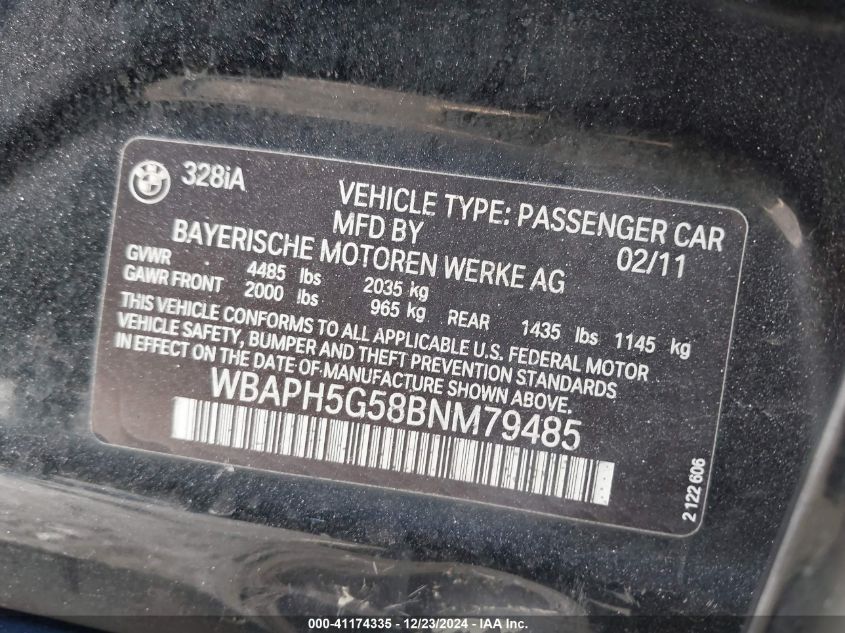 328iA
VEHICLE TYPE: PASSENGER CAR
MFD BY 02/11
BAYERISCHE MOTOREN WERKE AG
GVWR 4485 lbs 2035 kg
GAWR FRONT 2000 lbs 965 kg REAR 1435 lbs 1145 kg
THIS VEHICLE CONFORMS TO ALL APPLICABLE U.S. FEDERAL MOTOR
VEHICLE SAFETY, BUMPER AND THEFT PREVENTION STANDARDS
IN EFFECT ON THE DATE OF MANUFACTURE SHOWN ABOVE.
WBAPH5G58BNM79485
2 122 606
000-41174335 - 12/23/2024 - IAA Inc.